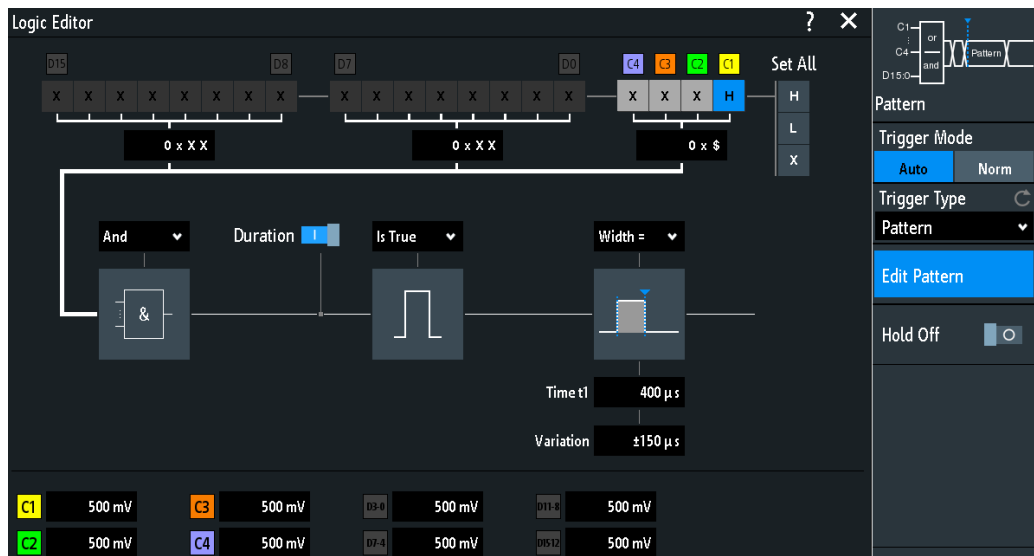 Logic Editor ? ✕
C1
C4
D15:0
or
and
Pattern
D15 D8 D7 D0 C4 C3 C2 C1 Set All
X X X X X X X X X X X X X X X X X X X H H
L
X
0 x X X 0 x X X 0 x $
Pattern
Trigger Mode
Auto Norm
Trigger Type
Pattern
Edit Pattern
Hold Off
And Duration Is True Width =
&
Time t1 400 µs
Variation ±150 µs
C1 500 mV C3 500 mV D3-0 500 mV D11-8 500 mV
C2 500 mV C4 500 mV D7-4 500 mV D1512 500 mV